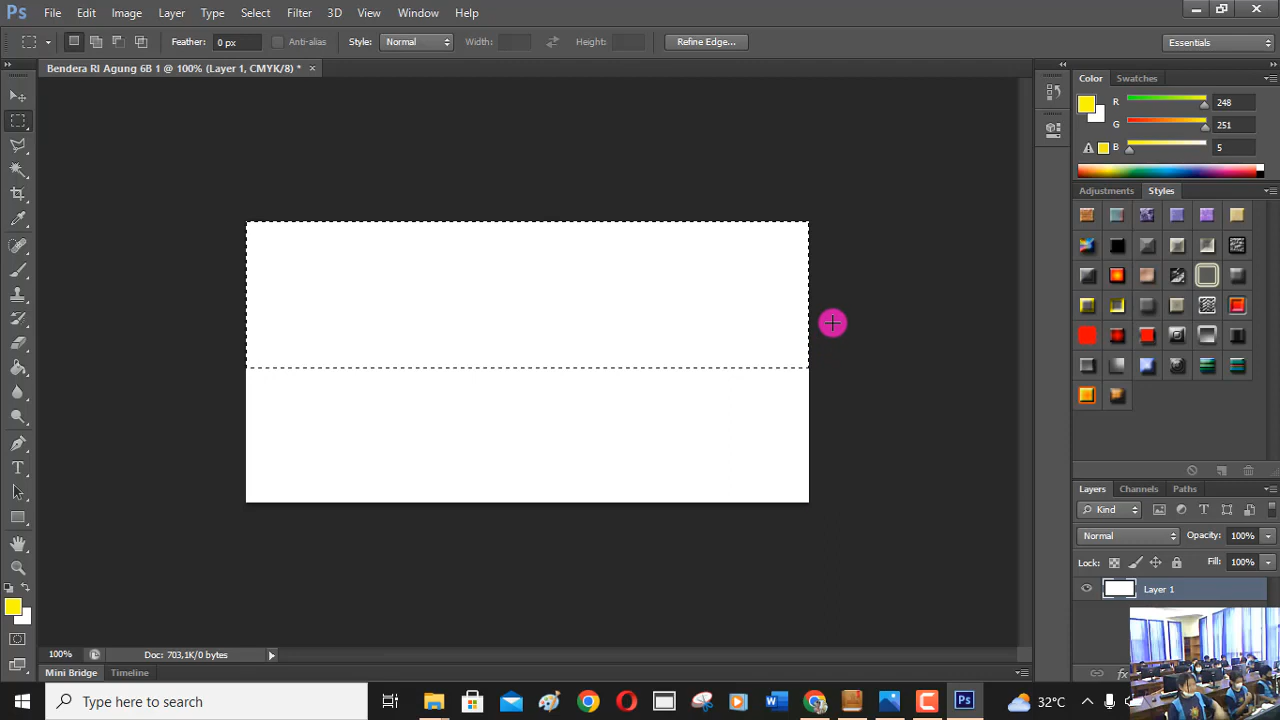 Ps File Edit Image Layer Type Select Filter 3D View Window Help
Feather: 0 px Anti-alias Style: Normal Width: Height: Refine Edge... Essentials
Bendera RI Agung 6B 1 @ 100% (Layer 1, CMYK/8) *
Color Swatches
R 248
G 251
B 5
Adjustments Styles
Layers Channels Paths
Kind
Normal Opacity: 100%
Lock: Fill: 100%
Layer 1
100% Doc: 703,1K/0 bytes
Mini Bridge Timeline
fx
Type here to search
Ps
32°C